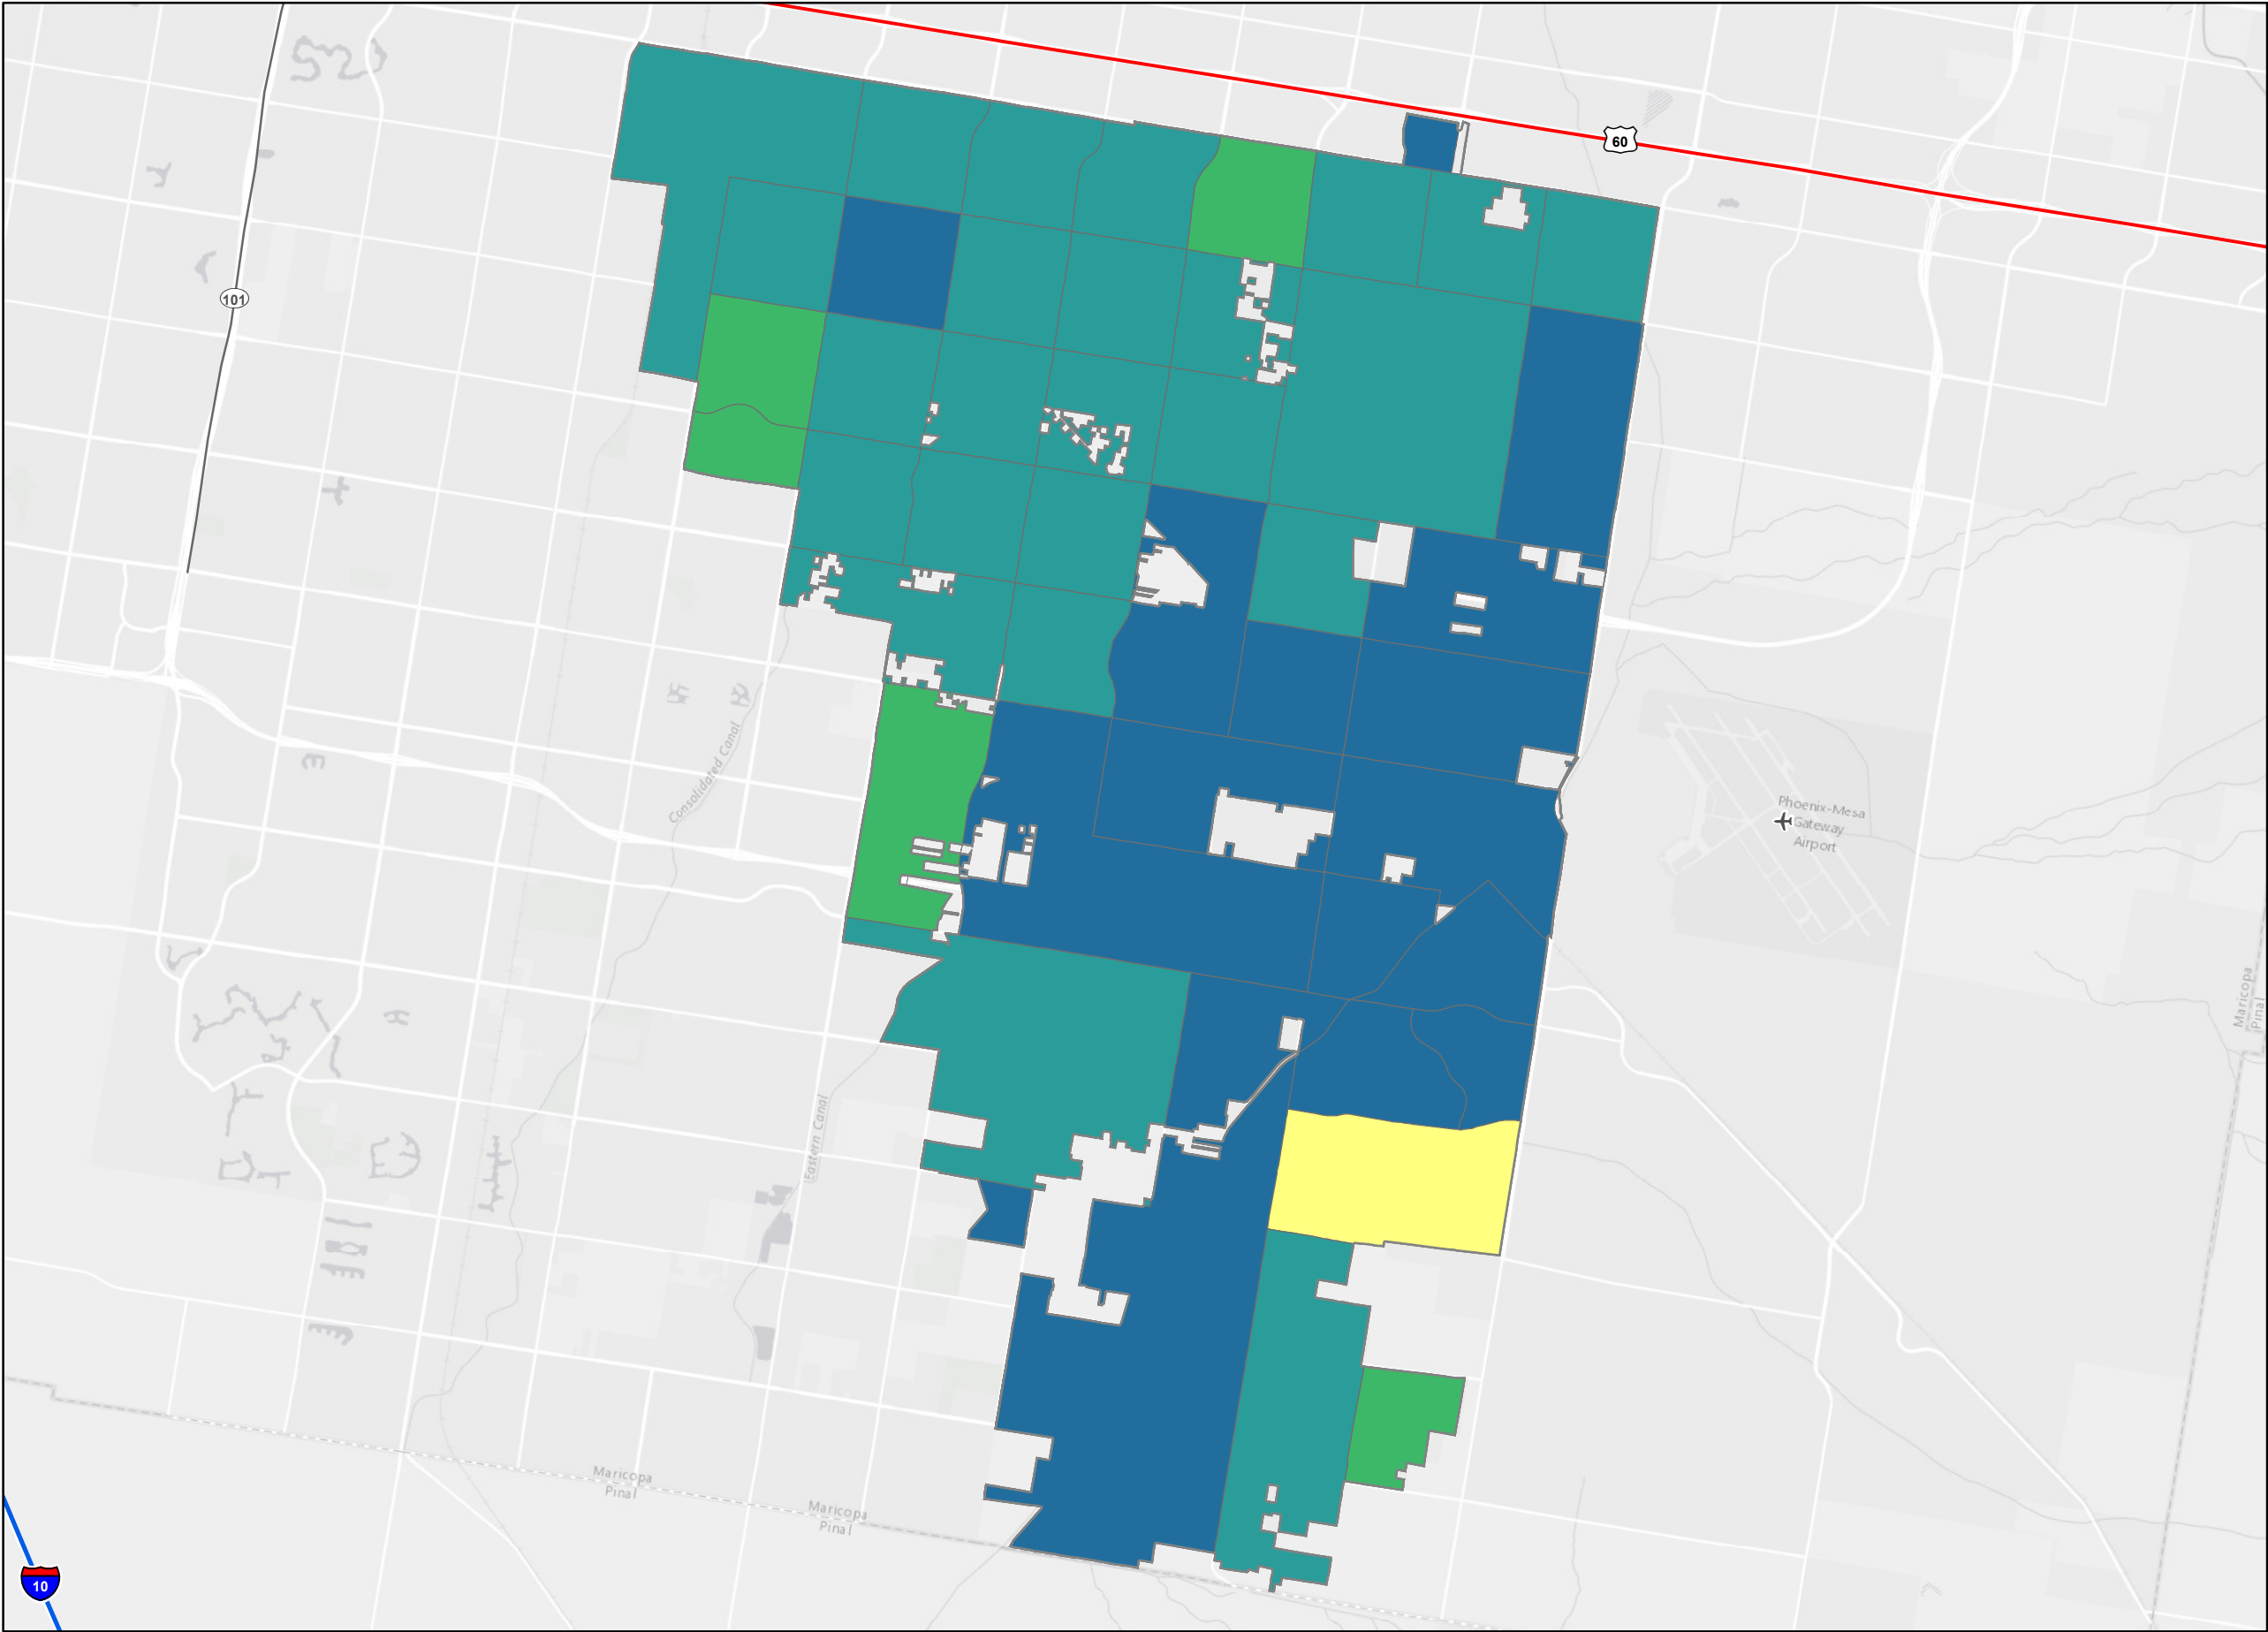 60
101
Consolidated Canal
Phoenix-Mesa
Gateway
Airport
Maricopa
Pinal
Eastern Canal
Maricopa
Pinal
Maricopa
Pinal
10